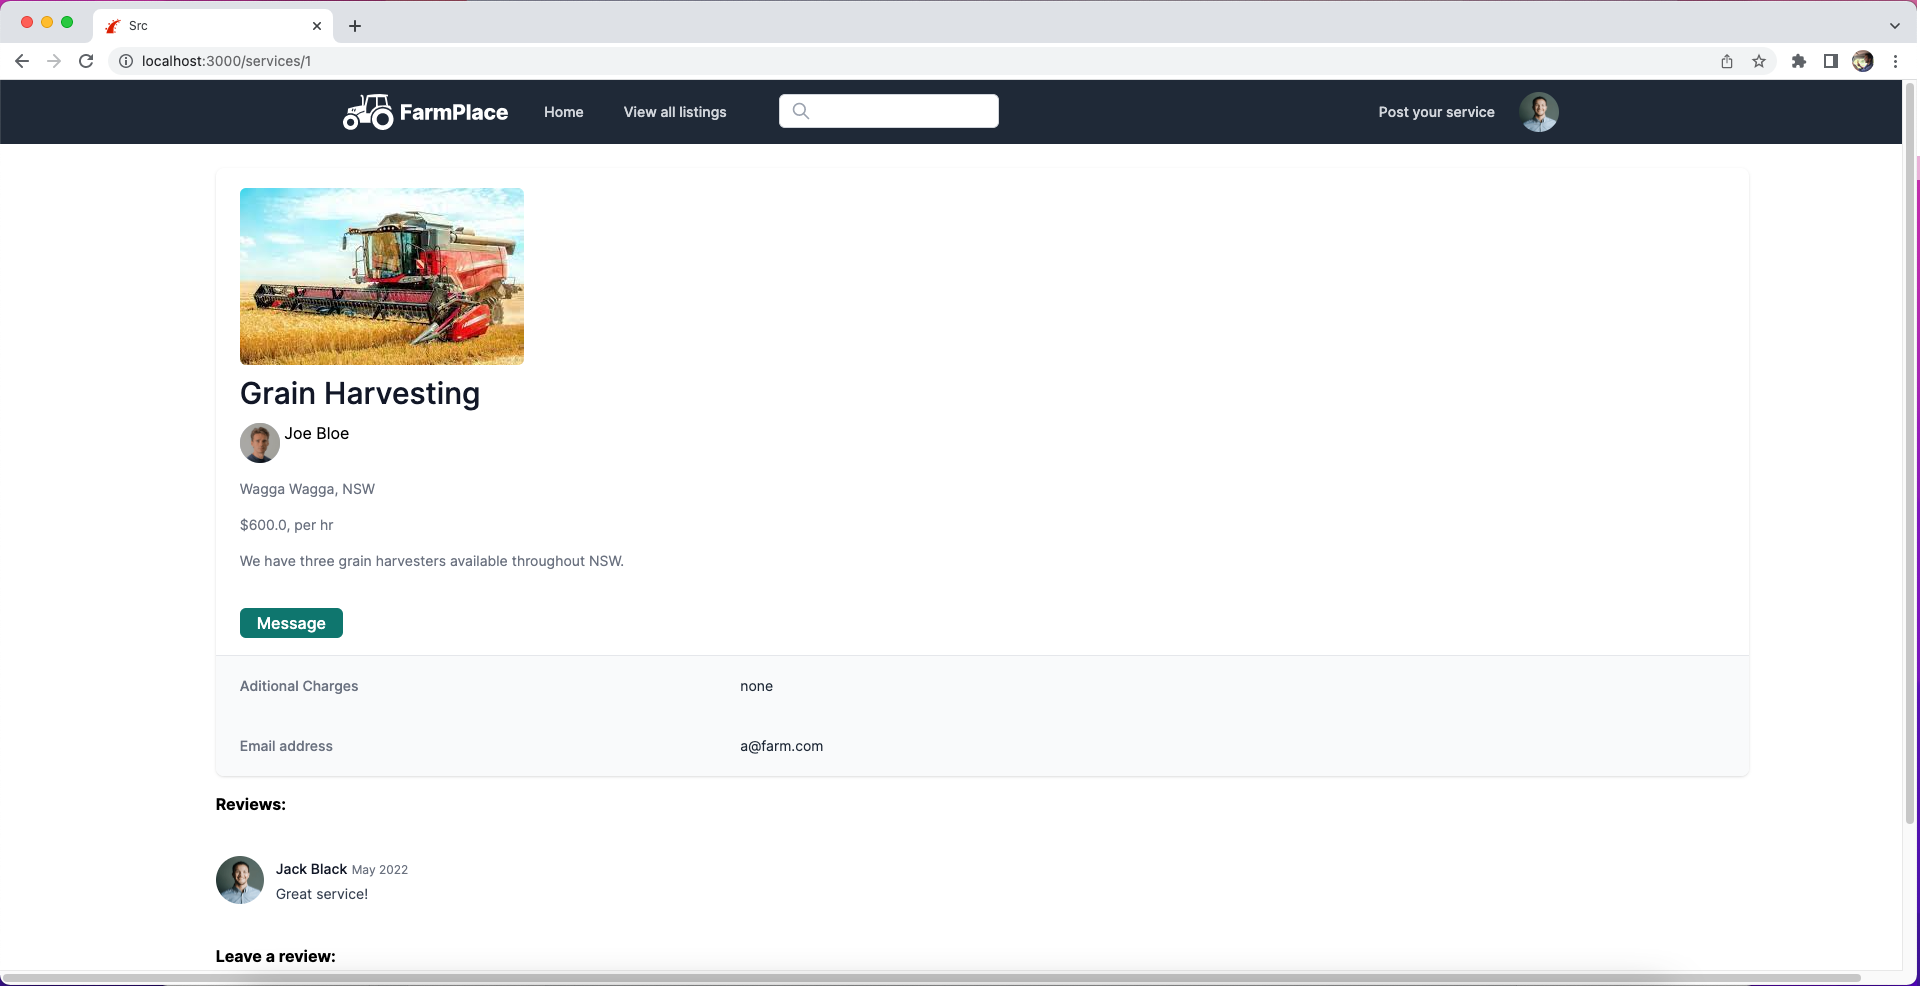 Src
localhost:3000/services/1
FarmPlace
Home
View all listings
Post your service
Grain Harvesting
Joe Bloe
Wagga Wagga, NSW
$600.0, per hr
We have three grain harvesters available throughout NSW.
Message
Aditional Charges
none
Email address
a@farm.com
Reviews:
Jack Black May 2022
Great service!
Leave a review: